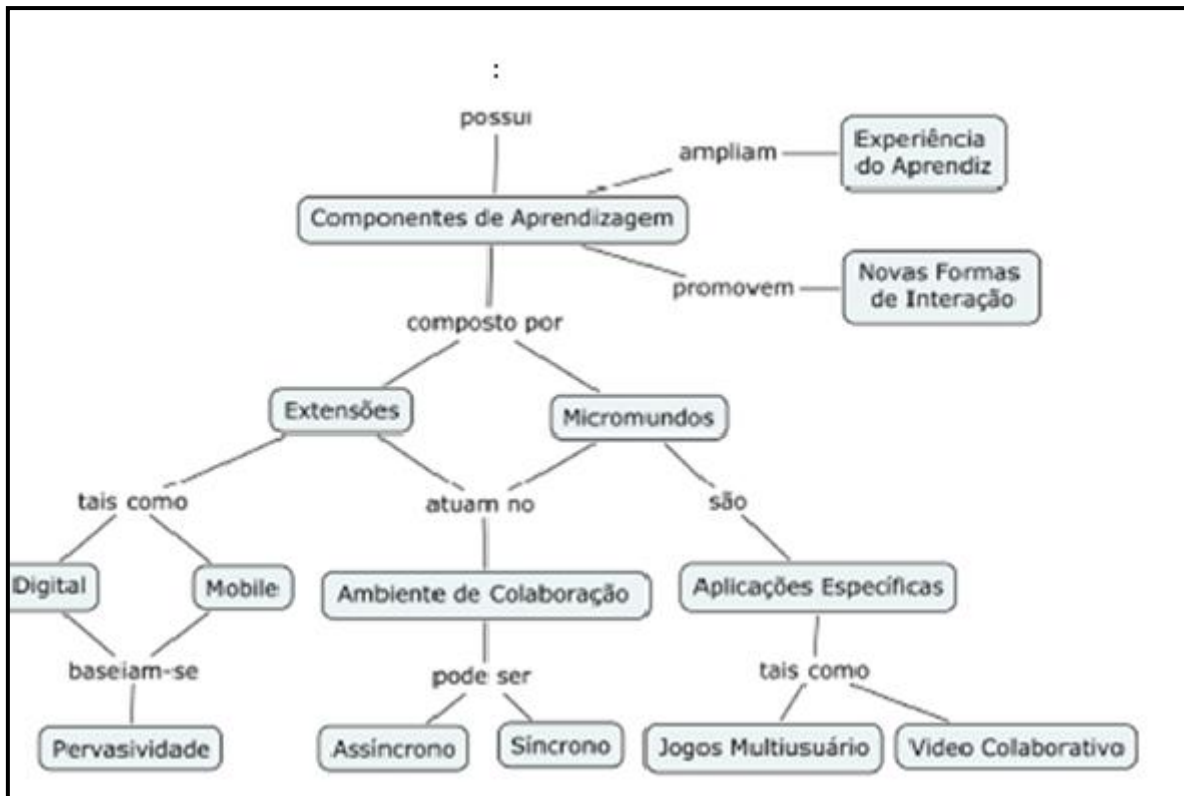 :
possui
ampliam
Experiência
do Aprendiz
Componentes de Aprendizagem
promovem
Novas Formas
de Interação
composto por
Extensões
Micromundos
tais como
atuam no
são
Digital
Mobile
Ambiente de Colaboração
Aplicações Específicas
baseiam-se
pode ser
tais como
Pervasividade
Assíncrono
Síncrono
Jogos Multiusuário
Video Colaborativo